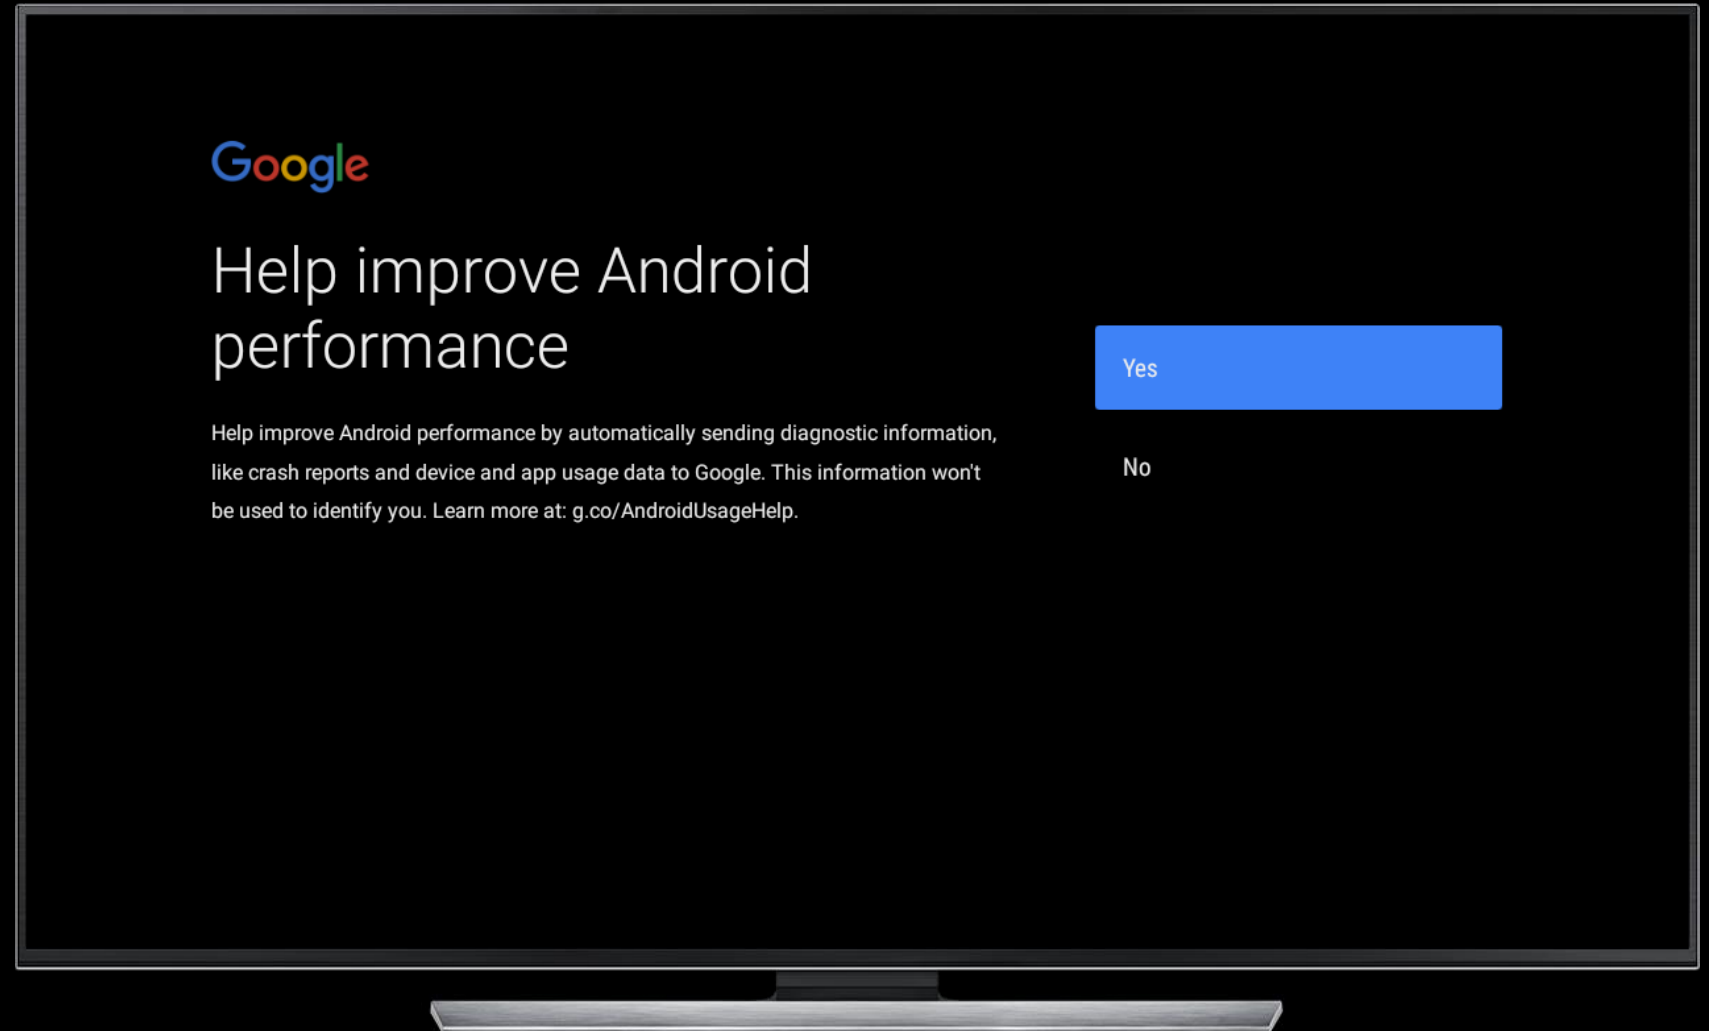 Google
Help improve Android
performance
Help improve Android performance by automatically sending diagnostic information,
like crash reports and device and app usage data to Google. This information won't
be used to identify you. Learn more at: g.co/AndroidUsageHelp.
Yes
No